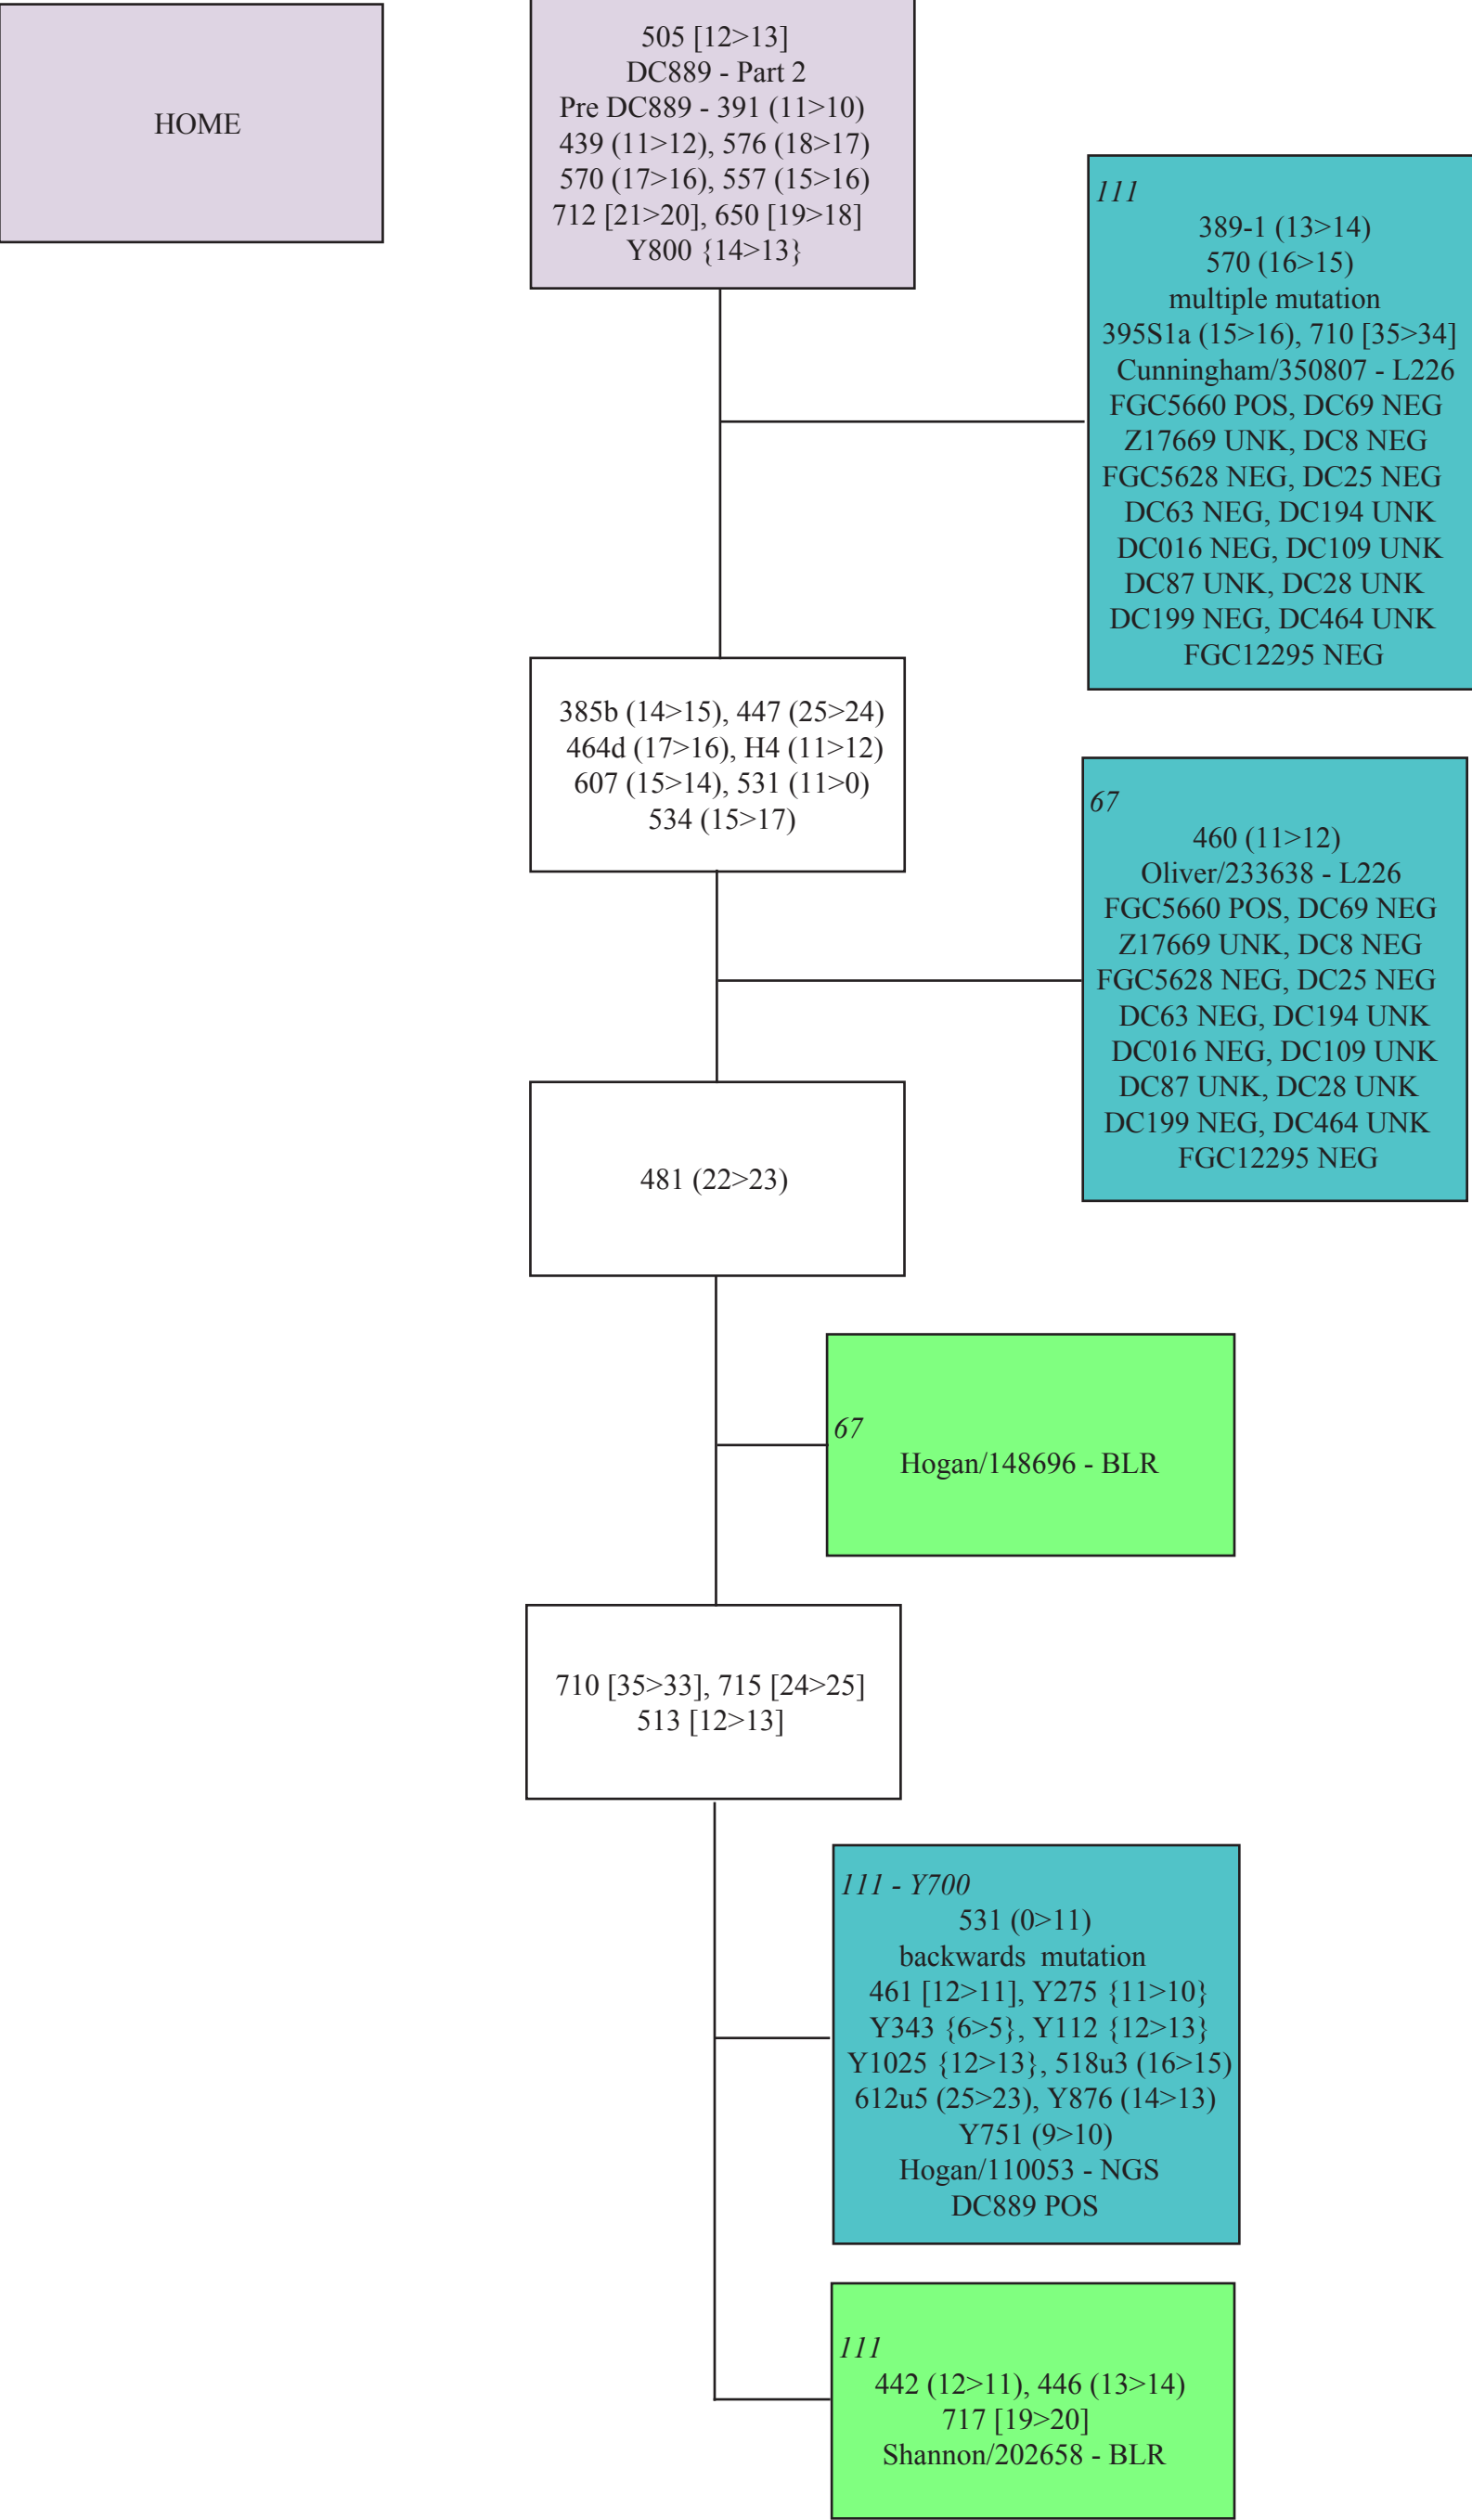 HOME
505 [12>13]
DC889 - Part 2
Pre DC889 - 391 (11>10)
439 (11>12), 576 (18>17)
570 (17>16), 557 (15>16)
712 [21>20], 650 [19>18]
Y800 {14>13}
111
389-1 (13>14)
570 (16>15)
multiple mutation
395S1a (15>16), 710 [35>34]
Cunningham/350807 - L226
FGC5660 POS, DC69 NEG
Z17669 UNK, DC8 NEG
FGC5628 NEG, DC25 NEG
DC63 NEG, DC194 UNK
DC016 NEG, DC109 UNK
DC87 UNK, DC28 UNK
DC199 NEG, DC464 UNK
FGC12295 NEG
385b (14>15), 447 (25>24)
464d (17>16), H4 (11>12)
607 (15>14), 531 (11>0)
534 (15>17)
67
460 (11>12)
Oliver/233638 - L226
FGC5660 POS, DC69 NEG
Z17669 UNK, DC8 NEG
FGC5628 NEG, DC25 NEG
DC63 NEG, DC194 UNK
DC016 NEG, DC109 UNK
DC87 UNK, DC28 UNK
DC199 NEG, DC464 UNK
FGC12295 NEG
481 (22>23)
67
Hogan/148696 - BLR
710 [35>33], 715 [24>25]
513 [12>13]
111 - Y700
531 (0>11)
backwards  mutation
461 [12>11], Y275 {11>10}
Y343 {6>5}, Y112 {12>13}
Y1025 {12>13}, 518u3 (16>15)
612u5 (25>23), Y876 (14>13)
Y751 (9>10)
Hogan/110053 - NGS
DC889 POS
111
442 (12>11), 446 (13>14)
717 [19>20]
Shannon/202658 - BLR